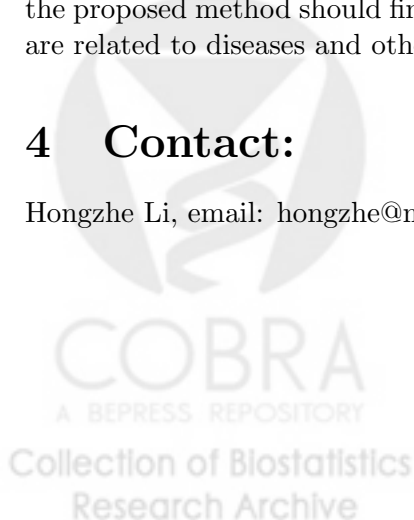 the proposed method should fin
are related to diseases and oth
4 Contact:
Hongzhe Li, email: hongzhe@
COBRA
A BEPRESS REPOSITORY
Collection of Biostatistics
Research Archive